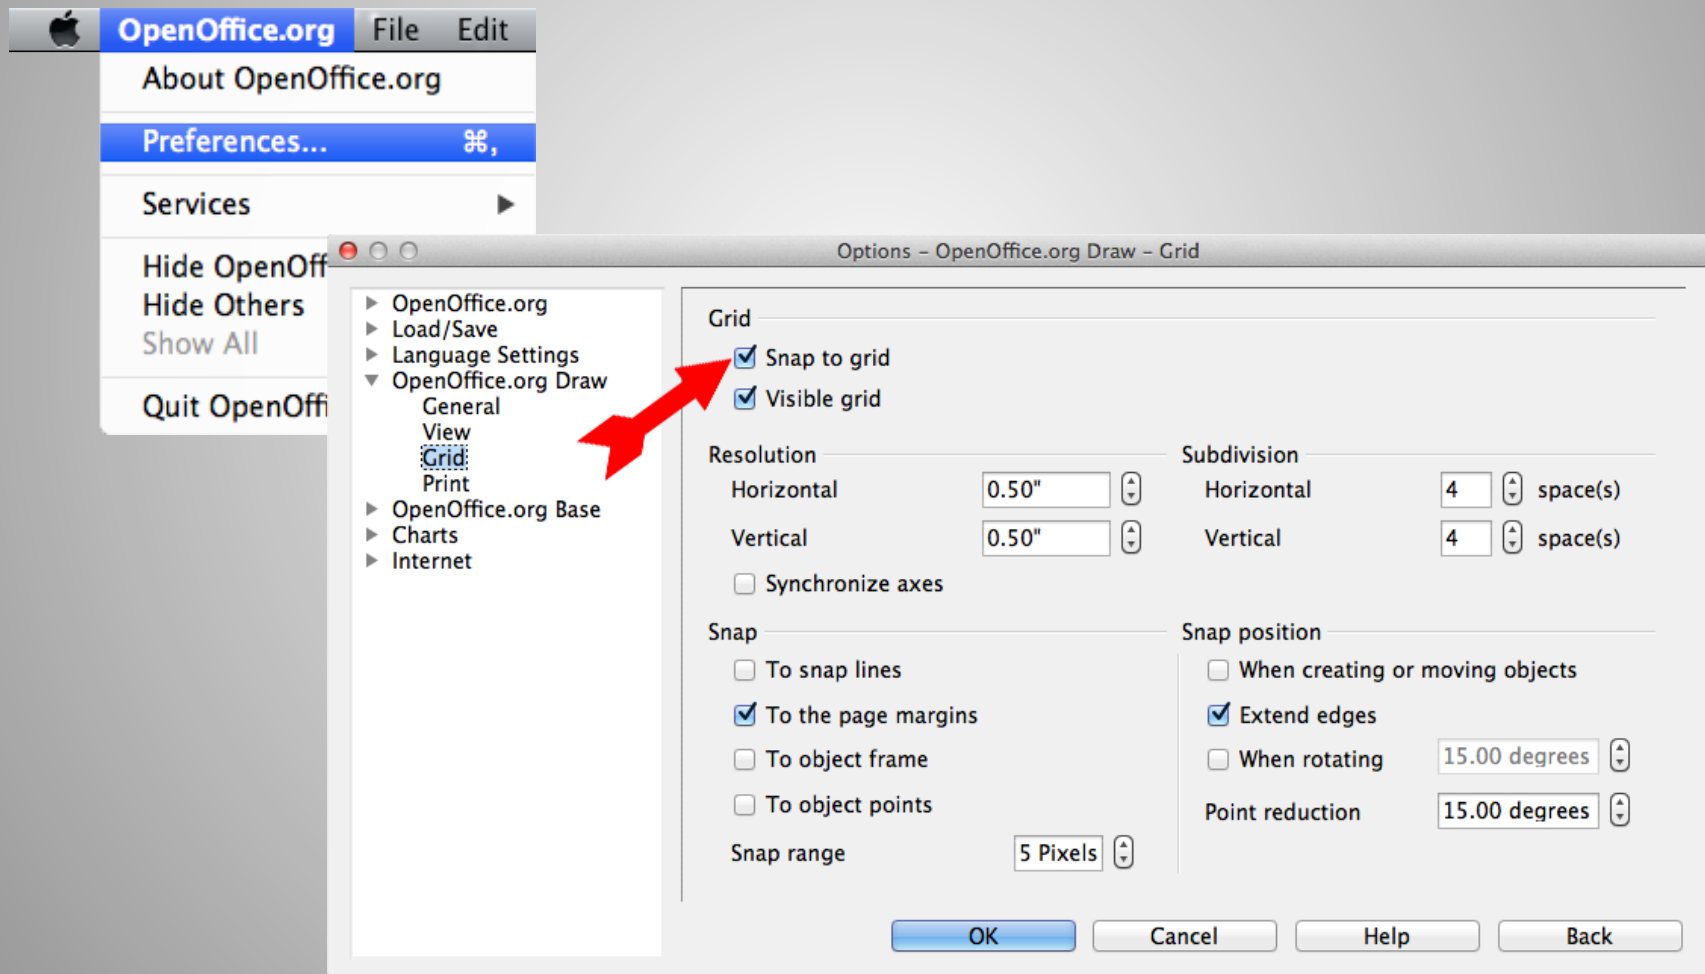 OpenOffice.org File Edit
About OpenOffice.org
Preferences... ⌘,
Services
Hide OpenOff
Hide Others
Show All
Quit OpenOffi
Options – OpenOffice.org Draw – Grid
OpenOffice.org
Load/Save
Language Settings
OpenOffice.org Draw
General
View
Grid
Print
OpenOffice.org Base
Charts
Internet
Grid
Snap to grid
Visible grid
Resolution
Horizontal 0.50"
Vertical 0.50"
Synchronize axes
Subdivision
Horizontal 4 space(s)
Vertical 4 space(s)
Snap
To snap lines
To the page margins
To object frame
To object points
Snap range 5 Pixels
Snap position
When creating or moving objects
Extend edges
When rotating 15.00 degrees
Point reduction 15.00 degrees
OK Cancel Help Back